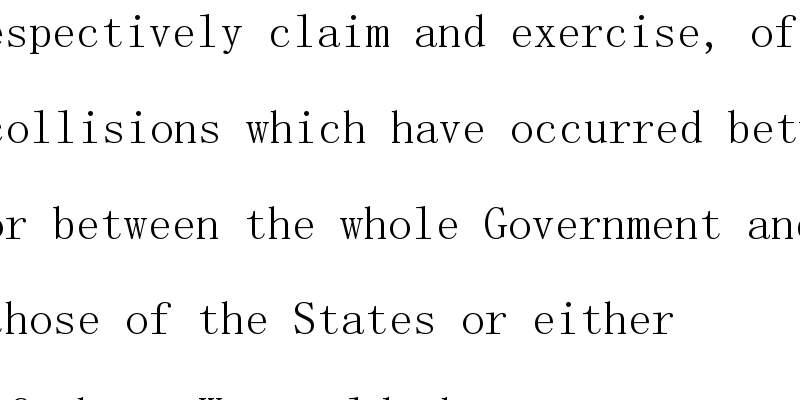 espectively claim and exercise, of
collisions which have occurred bet
or between the whole Government and
those of the States or either